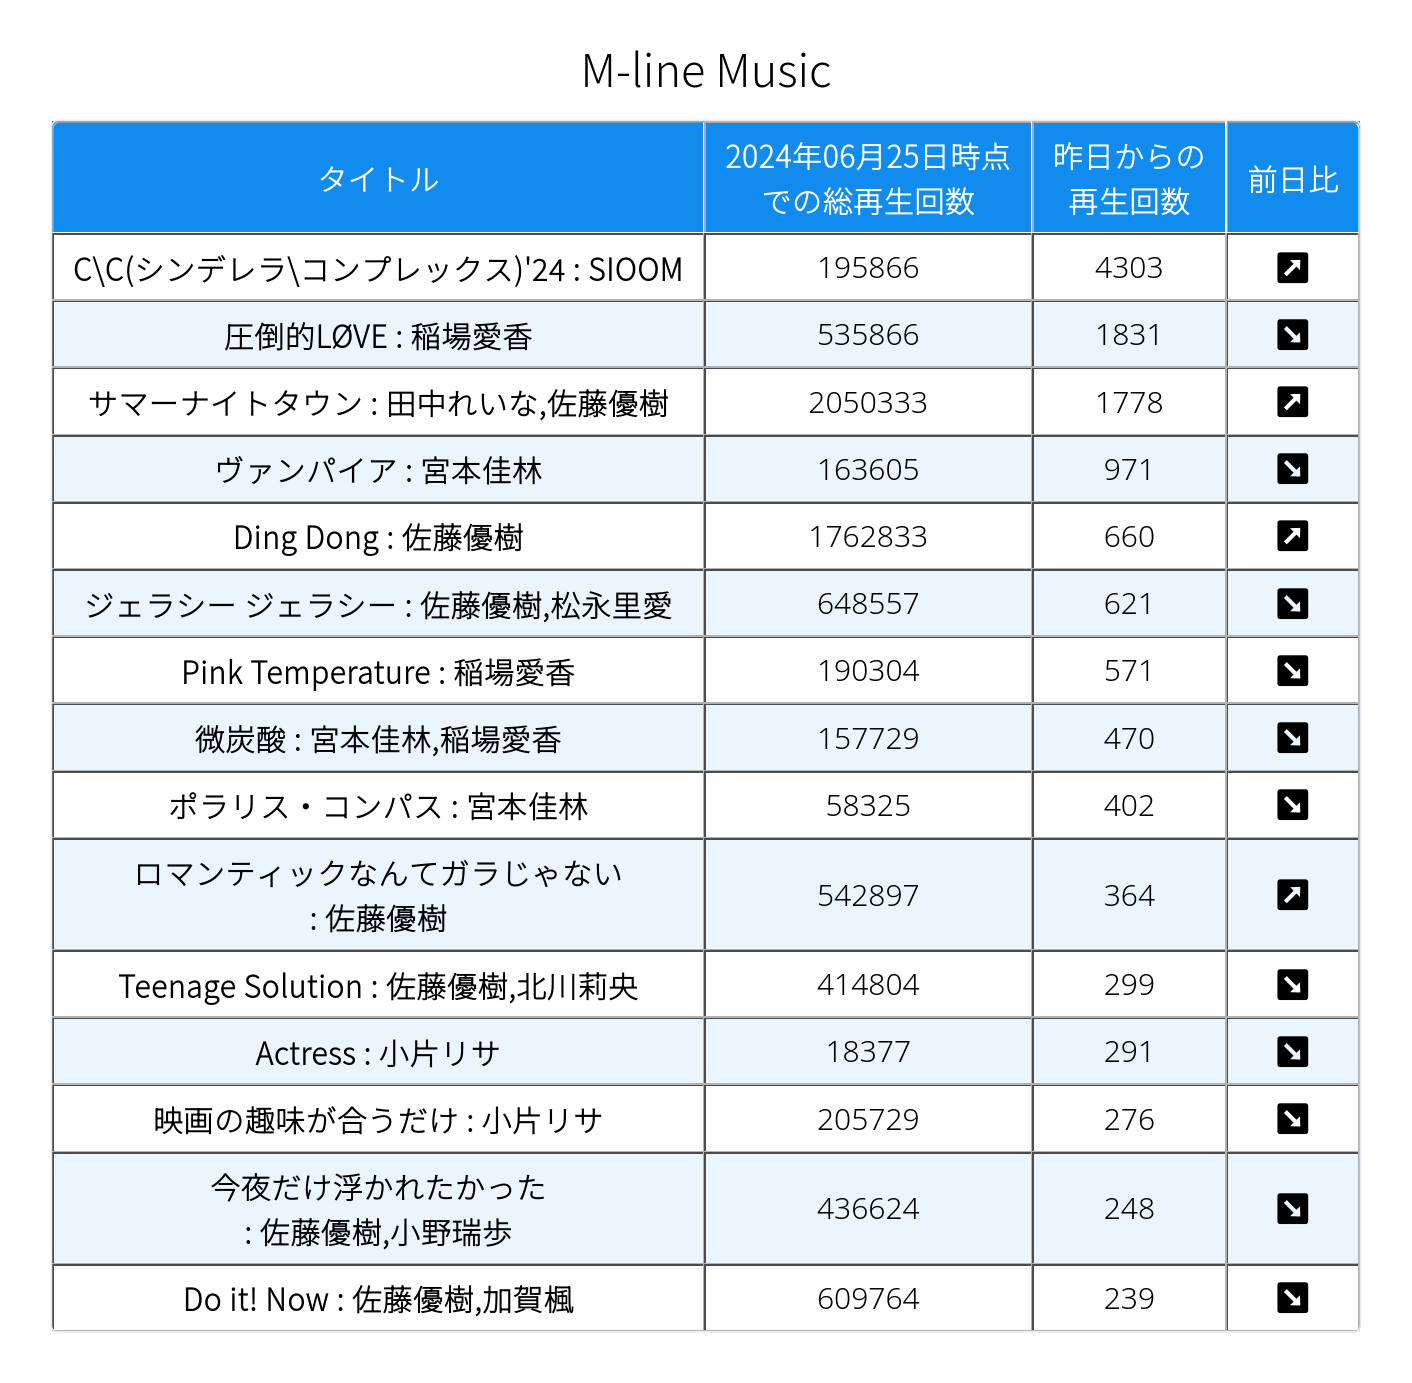 M-line Music
タイトル
2024年06月25日時点
での総再生回数
昨日からの
再生回数
前日比
C\C(シンデレラ\コンプレックス)'24 : SIOOM
195866
4303
圧倒的LØVE : 稲場愛香
535866
1831
サマーナイトタウン : 田中れいな,佐藤優樹
2050333
1778
ヴァンパイア : 宮本佳林
163605
971
Ding Dong : 佐藤優樹
1762833
660
ジェラシー ジェラシー : 佐藤優樹,松永里愛
648557
621
Pink Temperature : 稲場愛香
190304
571
微炭酸 : 宮本佳林,稲場愛香
157729
470
ポラリス・コンパス : 宮本佳林
58325
402
ロマンティックなんてガラじゃない
: 佐藤優樹
542897
364
Teenage Solution : 佐藤優樹,北川莉央
414804
299
Actress : 小片リサ
18377
291
映画の趣味が合うだけ : 小片リサ
205729
276
今夜だけ浮かれたかった
: 佐藤優樹,小野瑞歩
436624
248
Do it! Now : 佐藤優樹,加賀楓
609764
239